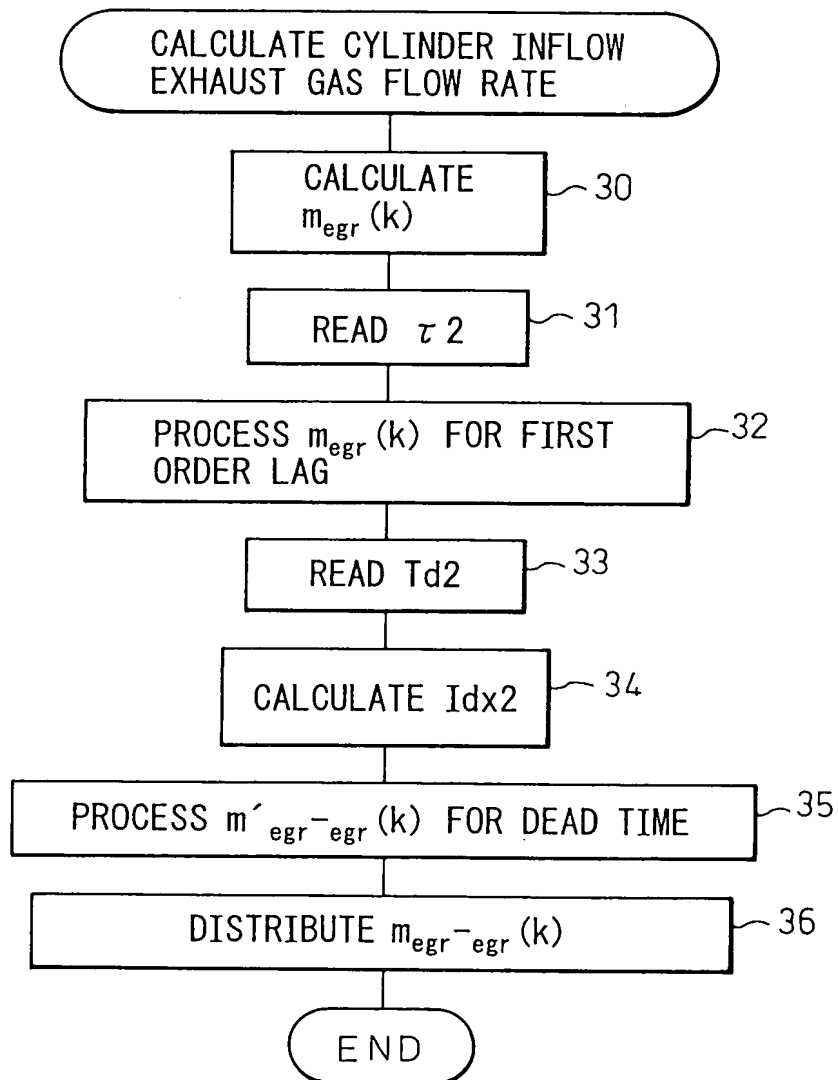 CALCULATE CYLINDER INFLOW
EXHAUST GAS FLOW RATE
CALCULATE
m_egr (k)
30
READ τ2
31
PROCESS m_egr (k) FOR FIRST
ORDER LAG
32
READ Td2
33
CALCULATE Idx2
34
PROCESS m′_egr-egr (k) FOR DEAD TIME
35
DISTRIBUTE m_egr-egr (k)
36
END